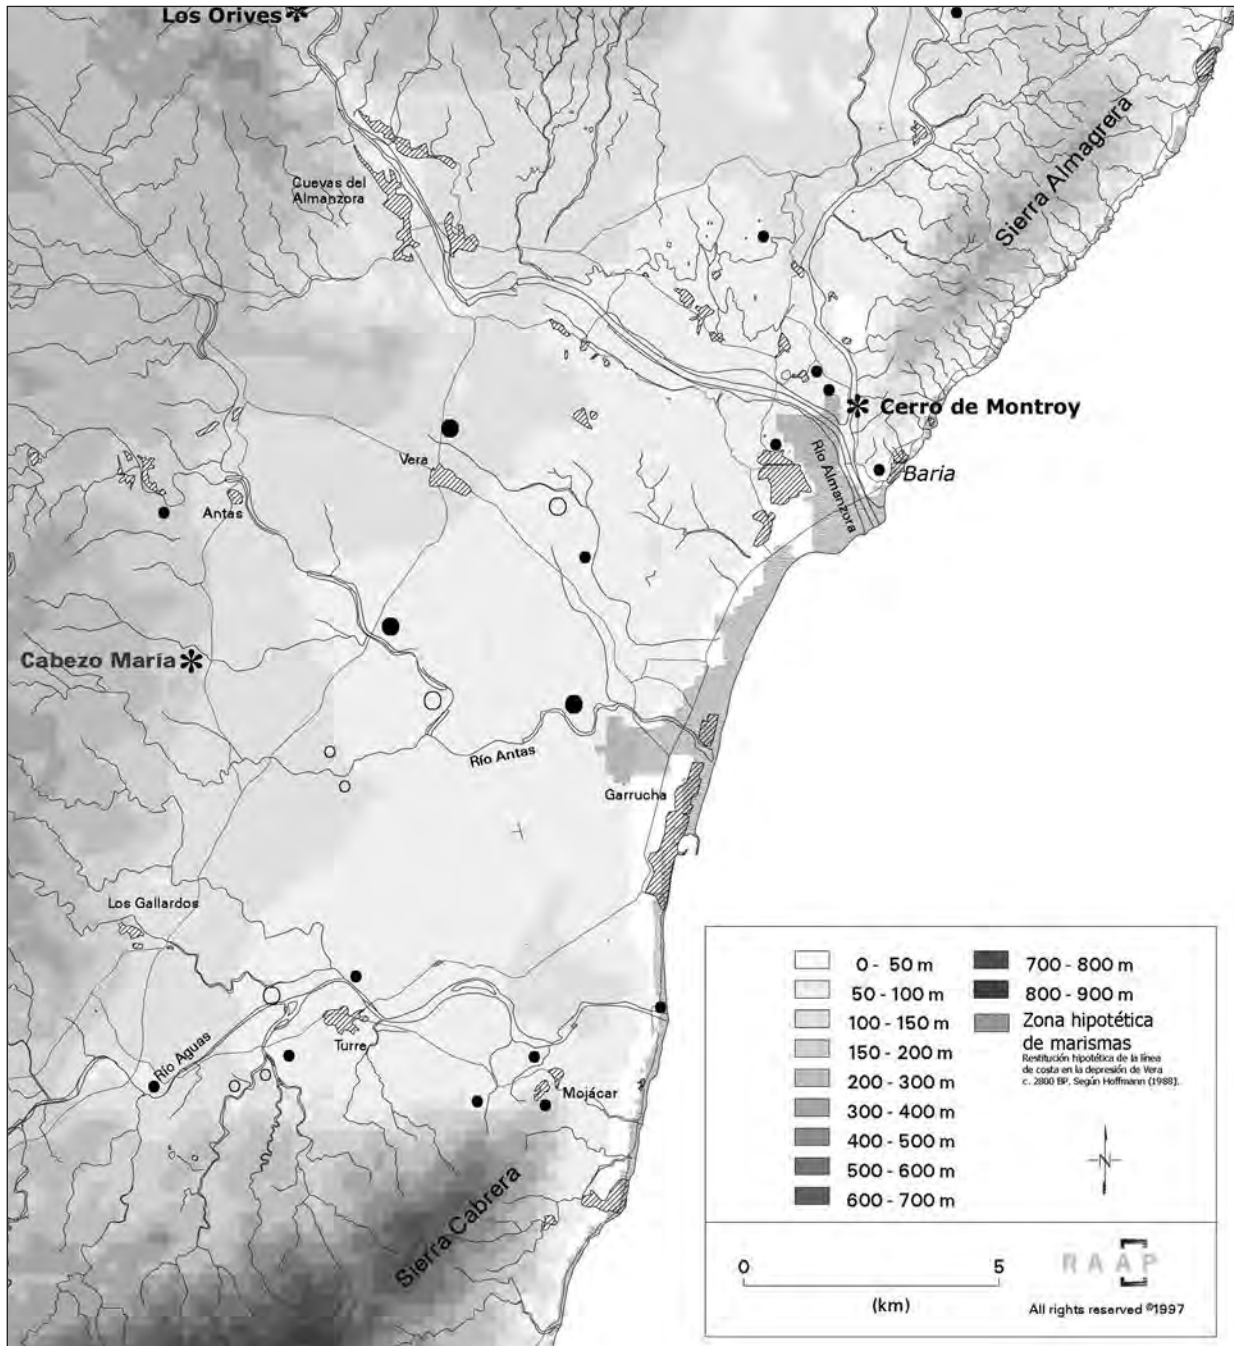 Los Orives
Sierra Almagrera
Cuevas del
Almanzora
Cerro de Montroy
Vera
Río Almanzora
Baria
Antas
Cabezo María
Río Antas
Garrucha
Los Gallardos
Turre
Río Aguas
Mojácar
Sierra Cabrera
0 - 50 m
50 - 100 m
100 - 150 m
150 - 200 m
200 - 300 m
300 - 400 m
400 - 500 m
500 - 600 m
600 - 700 m
700 - 800 m
800 - 900 m
Zona hipotética
de marismas
Restitución hipotética de la línea
de costa en la depresión de Vera
c. 2800 BP. Según Hoffmann (1988).
N
0 5
(km)
RAAP
All rights reserved ©1997